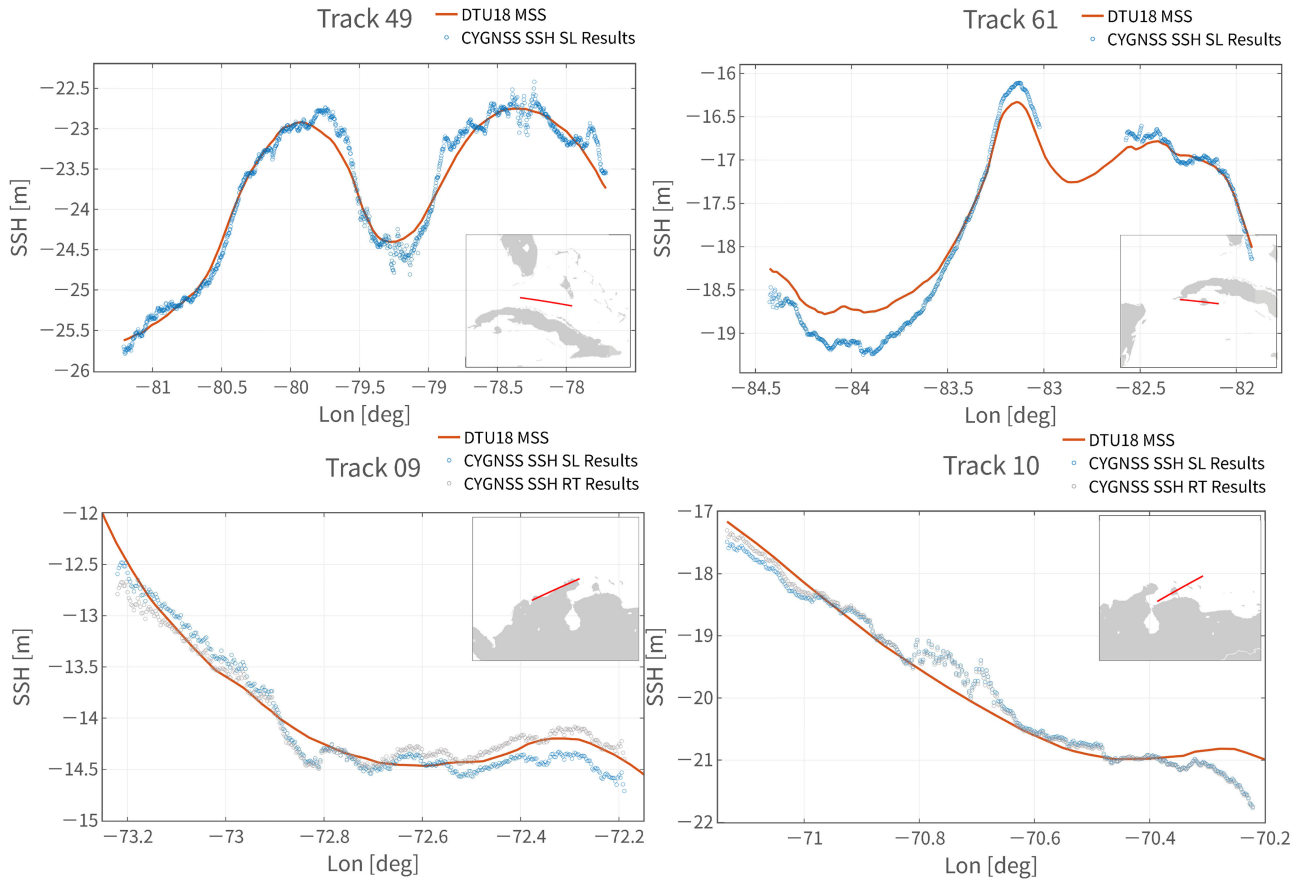 Track 49
DTU18 MSS
CYGNSS SSH SL Results
−22.5
−23
−23.5
−24
−24.5
−25
−25.5
−26
SSH [m]
−81 −80.5 −80 −79.5 −79 −78.5 −78
Lon [deg]
Track 61
DTU18 MSS
CYGNSS SSH SL Results
−16
−16.5
−17
−17.5
−18
−18.5
−19
SSH [m]
−84.5 −84 −83.5 −83 −82.5 −82
Lon [deg]
Track 09
DTU18 MSS
CYGNSS SSH SL Results
CYGNSS SSH RT Results
−12
−12.5
−13
−13.5
−14
−14.5
−15
SSH [m]
−73.2 −73 −72.8 −72.6 −72.4 −72.2
Lon [deg]
Track 10
DTU18 MSS
CYGNSS SSH SL Results
CYGNSS SSH RT Results
−17
−18
−19
−20
−21
−22
SSH [m]
−71 −70.8 −70.6 −70.4 −70.2
Lon [deg]